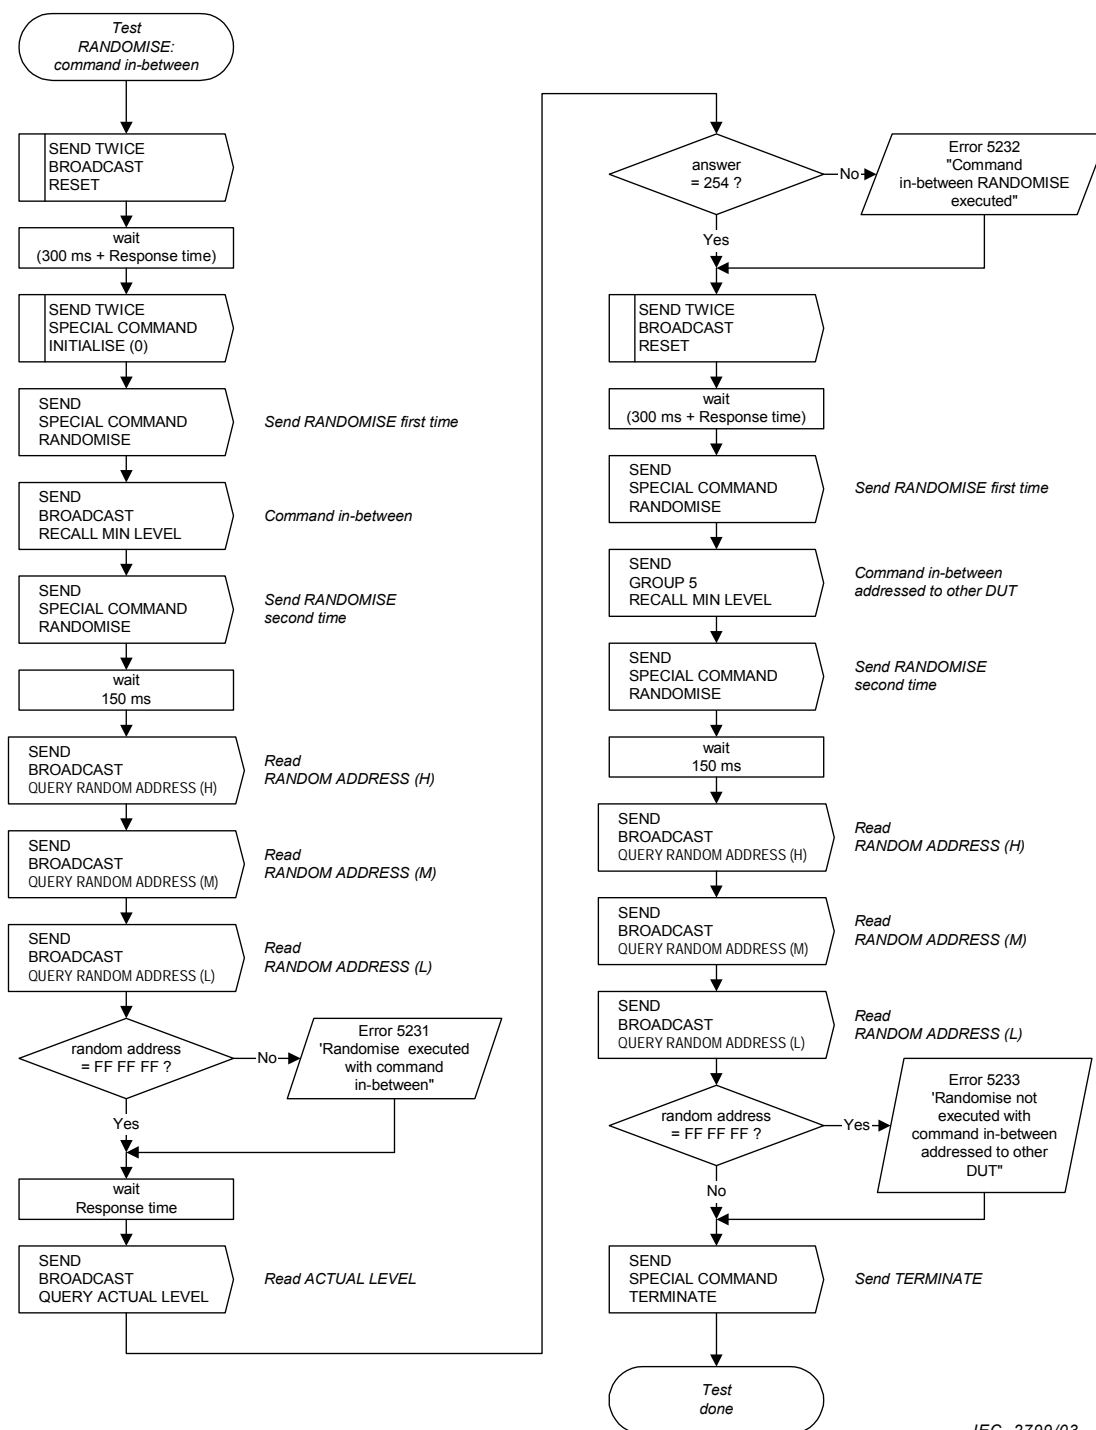 Test
RANDOMISE:
command in-between
SEND TWICE
BROADCAST
RESET
wait
(300 ms + Response time)
SEND TWICE
SPECIAL COMMAND
INITIALISE (0)
SEND
SPECIAL COMMAND
RANDOMISE
Send RANDOMISE first time
SEND
BROADCAST
RECALL MIN LEVEL
Command in-between
SEND
SPECIAL COMMAND
RANDOMISE
Send RANDOMISE
second time
wait
150 ms
SEND
BROADCAST
QUERY RANDOM ADDRESS (H)
Read
RANDOM ADDRESS (H)
SEND
BROADCAST
QUERY RANDOM ADDRESS (M)
Read
RANDOM ADDRESS (M)
SEND
BROADCAST
QUERY RANDOM ADDRESS (L)
Read
RANDOM ADDRESS (L)
random address
= FF FF FF ?
No
Error 5231
'Randomise executed
with command
in-between"
Yes
wait
Response time
SEND
BROADCAST
QUERY ACTUAL LEVEL
Read ACTUAL LEVEL
answer
= 254 ?
No
Error 5232
"Command
in-between RANDOMISE
executed"
Yes
SEND TWICE
BROADCAST
RESET
wait
(300 ms + Response time)
SEND
SPECIAL COMMAND
RANDOMISE
Send RANDOMISE first time
SEND
GROUP 5
RECALL MIN LEVEL
Command in-between
addressed to other DUT
SEND
SPECIAL COMMAND
RANDOMISE
Send RANDOMISE
second time
wait
150 ms
SEND
BROADCAST
QUERY RANDOM ADDRESS (H)
Read
RANDOM ADDRESS (H)
SEND
BROADCAST
QUERY RANDOM ADDRESS (M)
Read
RANDOM ADDRESS (M)
SEND
BROADCAST
QUERY RANDOM ADDRESS (L)
Read
RANDOM ADDRESS (L)
random address
= FF FF FF ?
Yes
Error 5233
'Randomise not
executed with
command in-between
addressed to other
DUT"
No
SEND
SPECIAL COMMAND
TERMINATE
Send TERMINATE
Test
done
IEC 2799/03